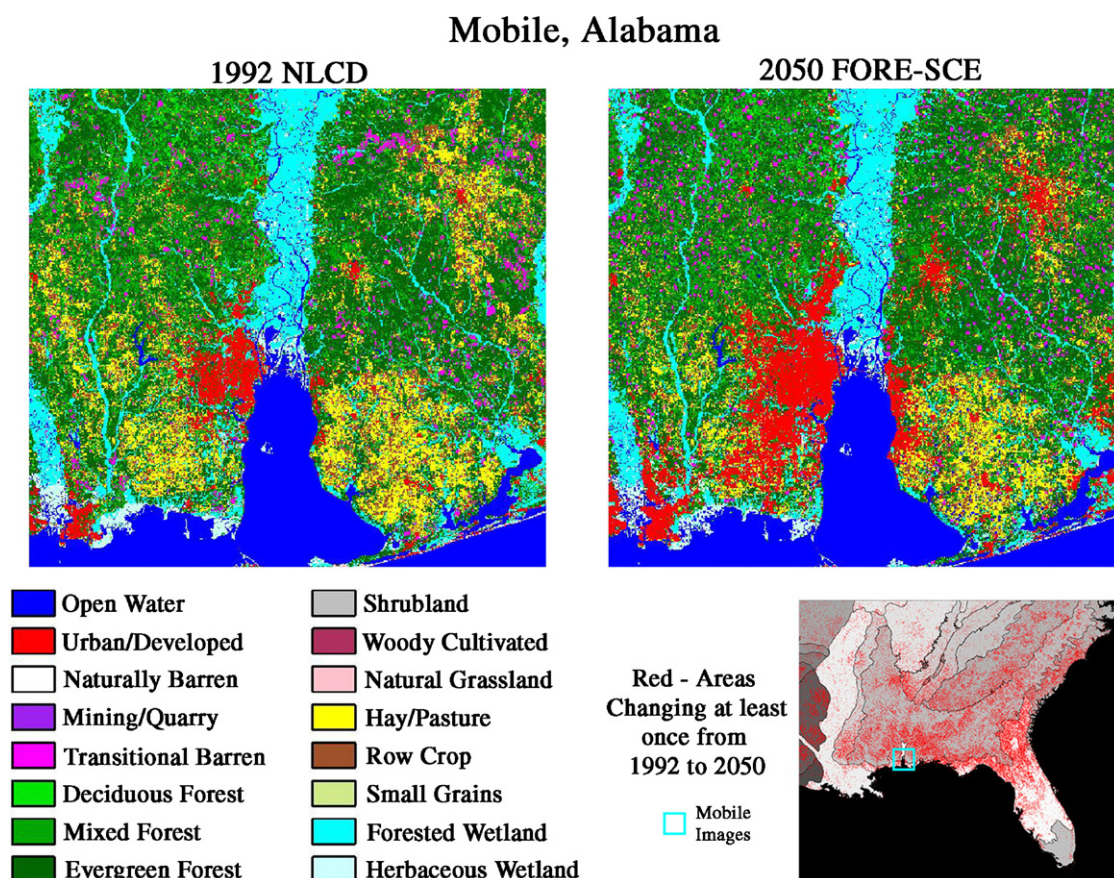 Mobile, Alabama
1992 NLCD
2050 FORE-SCE
Open Water
Urban/Developed
Naturally Barren
Mining/Quarry
Transitional Barren
Deciduous Forest
Mixed Forest
Evergreen Forest
Shrubland
Woody Cultivated
Natural Grassland
Hay/Pasture
Row Crop
Small Grains
Forested Wetland
Herbaceous Wetland
Red - Areas
Changing at least
once from
1992 to 2050
Mobile
Images